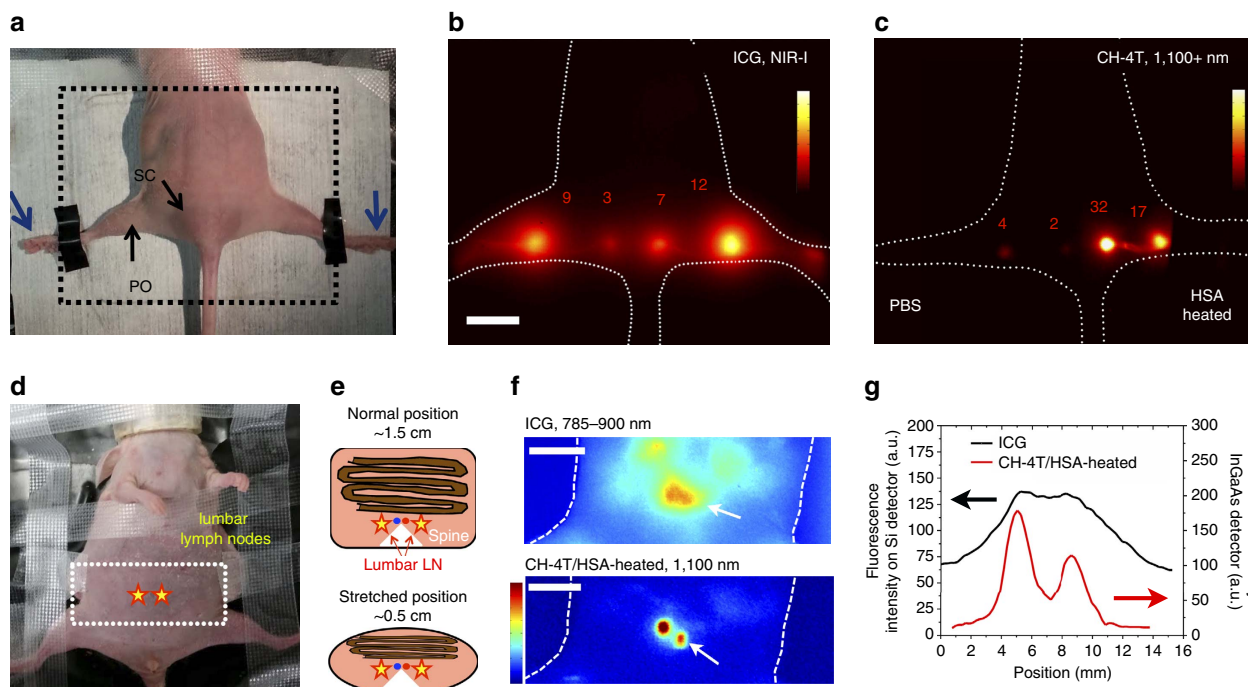 a
SC
PO
b
ICG, NIR-I
9
3
7
12
c
CH-4T, 1,100+ nm
4
2
32
17
PBS
HSA
heated
d
lumbar
lymph nodes
e
Normal position
~1.5 cm
Spine
Lumbar LN
Stretched position
~0.5 cm
f
ICG, 785–900 nm
CH-4T/HSA-heated, 1,100 nm
g
Fluorescence
intensity on Si detector (a.u.)
200
175
150
125
100
75
50
25
0
ICG
CH-4T/HSA-heated
300
250
200
150
100
50
0
InGaAs detector
(a.u.)
0 2 4 6 8 10 12 14 16
Position (mm)